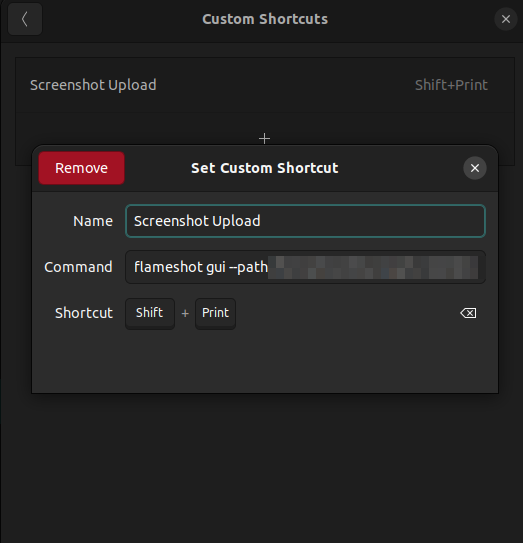 Custom Shortcuts
Screenshot Upload Shift+Print
Remove Set Custom Shortcut
Name Screenshot Upload
Command flameshot gui --path
Shortcut Shift + Print